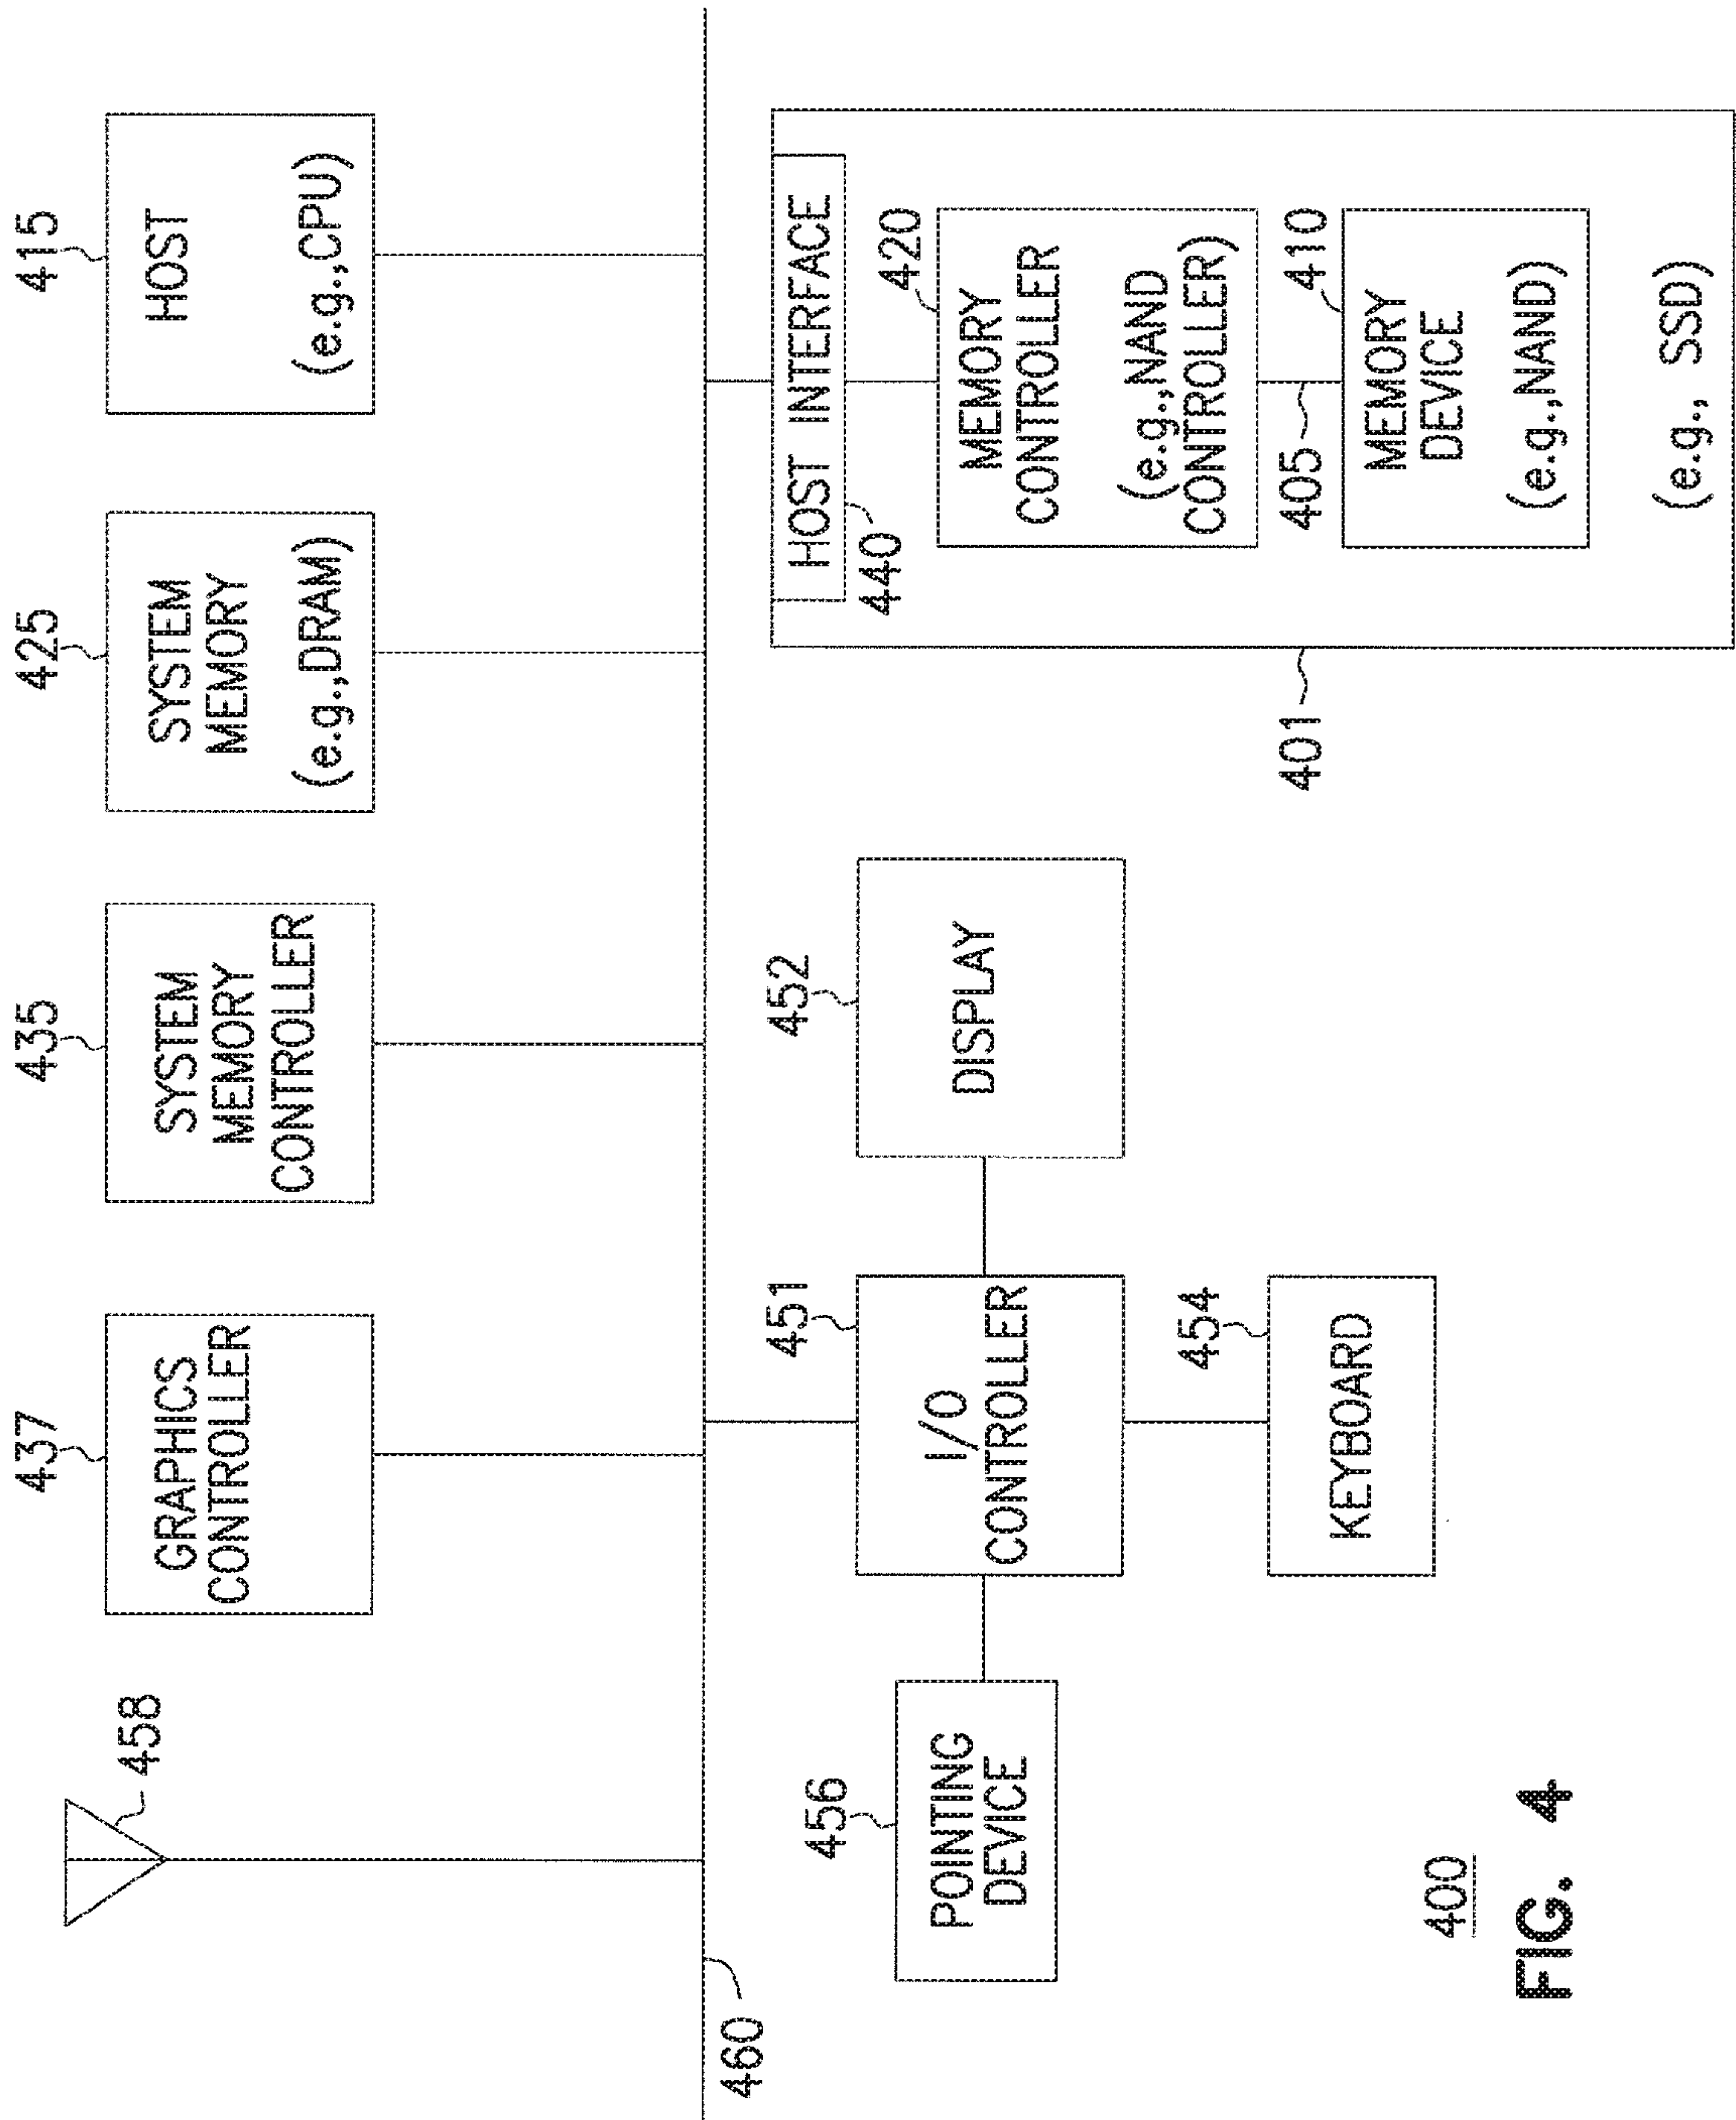 458
437
GRAPHICS
CONTROLLER
435
SYSTEM
MEMORY
CONTROLLER
425
SYSTEM
MEMORY
(e.g.,DRAM)
415
HOST
(e.g.,CPU)
460
456
POINTING
DEVICE
451
I/O
CONTROLLER
452
DISPLAY
454
KEYBOARD
401
HOST INTERFACE
440
420
MEMORY
CONTROLLER
(e.g.,NAND
CONTROLLER)
405
410
MEMORY
DEVICE
(e.g.,NAND)
(e.g., SSD)
400
FIG. 4